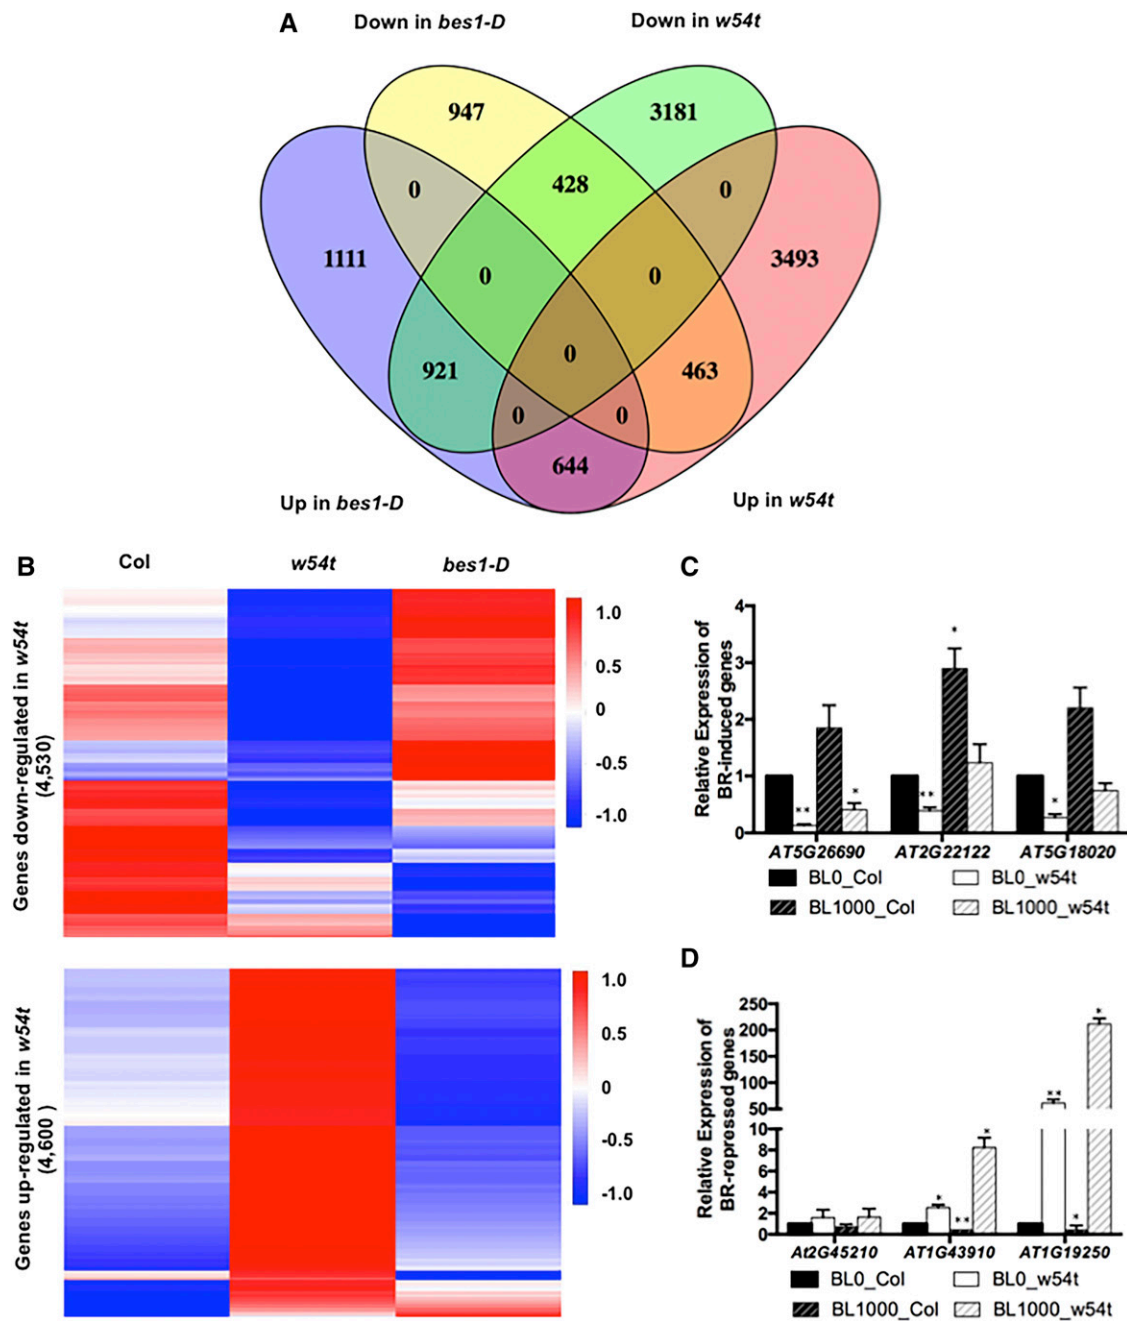 A
Down in bes1-D
Down in w54t
947
3181
0
428
0
1111
0
0
3493
921
0
463
0
0
644
Up in bes1-D
Up in w54t
B
Col
w54t
bes1-D
Genes down-regulated in w54t
(4,530)
1.0
0.5
0
-0.5
-1.0
Genes up-regulated in w54t
(4,600 )
1.0
0.5
0
-0.5
-1.0
C
Relative Expression of
BR-induced genes
4
3
2
1
0
**
*
**
*
*
AT5G26690
AT2G22122
AT5G18020
BL0_Col
BL0_w54t
BL1000_Col
BL1000_w54t
D
Relative Expression of
BR-repressed genes
250
200
150
100
50
10
8
6
4
2
0
*
**
*
**
*
*
At2G45210
AT1G43910
AT1G19250
BL0_Col
BL0_w54t
BL1000_Col
BL1000_w54t